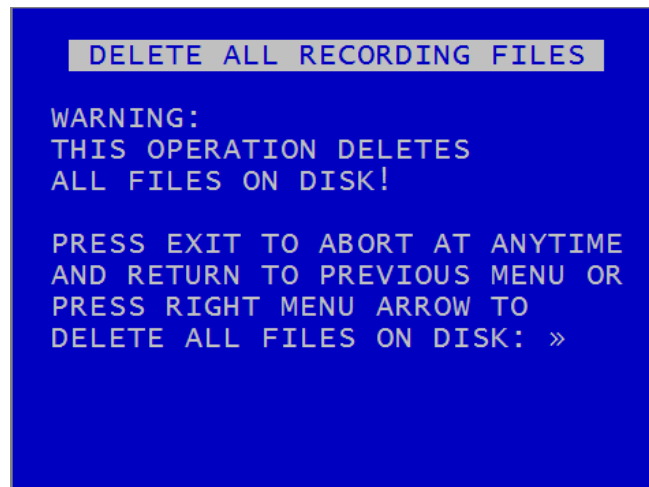 DELETE ALL RECORDING FILES
WARNING:
THIS OPERATION DELETES
ALL FILES ON DISK!
PRESS EXIT TO ABORT AT ANYTIME
AND RETURN TO PREVIOUS MENU OR
PRESS RIGHT MENU ARROW TO
DELETE ALL FILES ON DISK: »